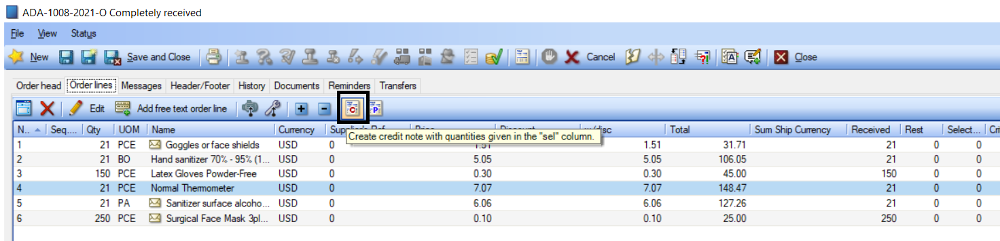 ADA-1008-2021-O Completely received
File View Status
New Save and Close Cancel Close
Order head Order lines Messages Header/Footer History Documents Reminders Transfers
Edit Add free text order line C P
N.. Seq.... Qty UOM Name Currency Supplier's Ref Price Discount w/disc Total Sum Ship Currency Received Rest Select... Cri
Create credit note with quantities given in the "sel" column.
1 21 PCE Goggles or face shields USD 0 1.51 1.51 31.71 21 0 0
2 21 BO Hand sanitizer 70% - 95% (1... USD 0 5.05 5.05 106.05 21 0 0
3 150 PCE Latex Gloves Powder-Free USD 0 0.30 0.30 45.00 150 0 0
4 21 PCE Normal Thermometer USD 0 7.07 7.07 148.47 21 0 0
5 21 PA Sanitizer surface alcoho... USD 0 6.06 6.06 127.26 21 0 0
6 250 PCE Surgical Face Mask 3pl... USD 0 0.10 0.10 25.00 250 0 0